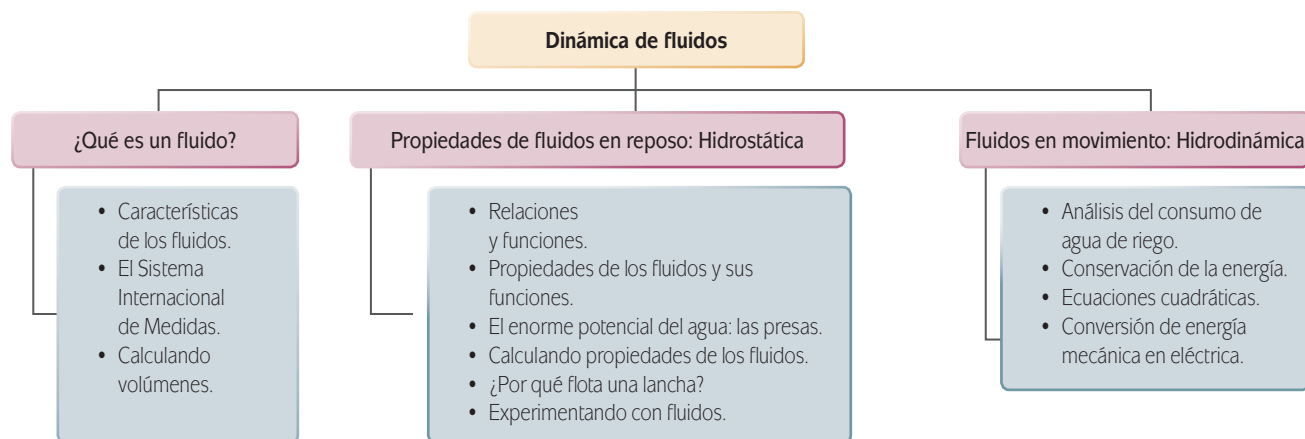 Dinámica de fluidos
¿Qué es un fluido?
• Características
de los fluidos.
• El Sistema
Internacional
de Medidas.
• Calculando
volúmenes.
Propiedades de fluidos en reposo: Hidrostática
• Relaciones
y funciones.
• Propiedades de los fluidos y sus
funciones.
• El enorme potencial del agua: las presas.
• Calculando propiedades de los fluidos.
• ¿Por qué flota una lancha?
• Experimentando con fluidos.
Fluidos en movimiento: Hidrodinámica
• Análisis del consumo de
agua de riego.
• Conservación de la energía.
• Ecuaciones cuadráticas.
• Conversión de energía
mecánica en eléctrica.